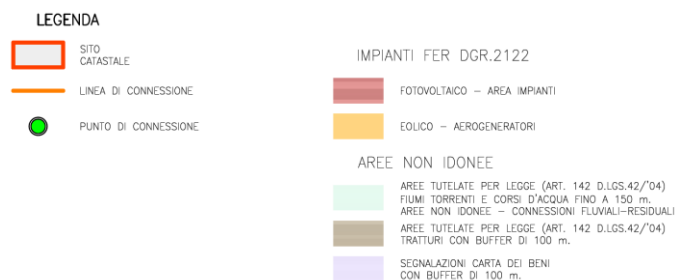 LEGENDA
SITO
CATASTALE
LINEA DI CONNESSIONE
PUNTO DI CONNESSIONE
IMPIANTI FER DGR.2122
FOTOVOLTAICO – AREA IMPIANTI
EOLICO – AEROGENERATORI
AREE NON IDONEE
AREE TUTELATE PER LEGGE (ART. 142 D.LGS.42/'04)
FIUMI TORRENTI E CORSI D'ACQUA FINO A 150 m.
AREE NON IDONEE – CONNESSIONI FLUVIALI–RESIDUALI
AREE TUTELATE PER LEGGE (ART. 142 D.LGS.42/'04)
TRATTURI CON BUFFER DI 100 m.
SEGNALAZIONI CARTA DEI BENI
CON BUFFER DI 100 m.